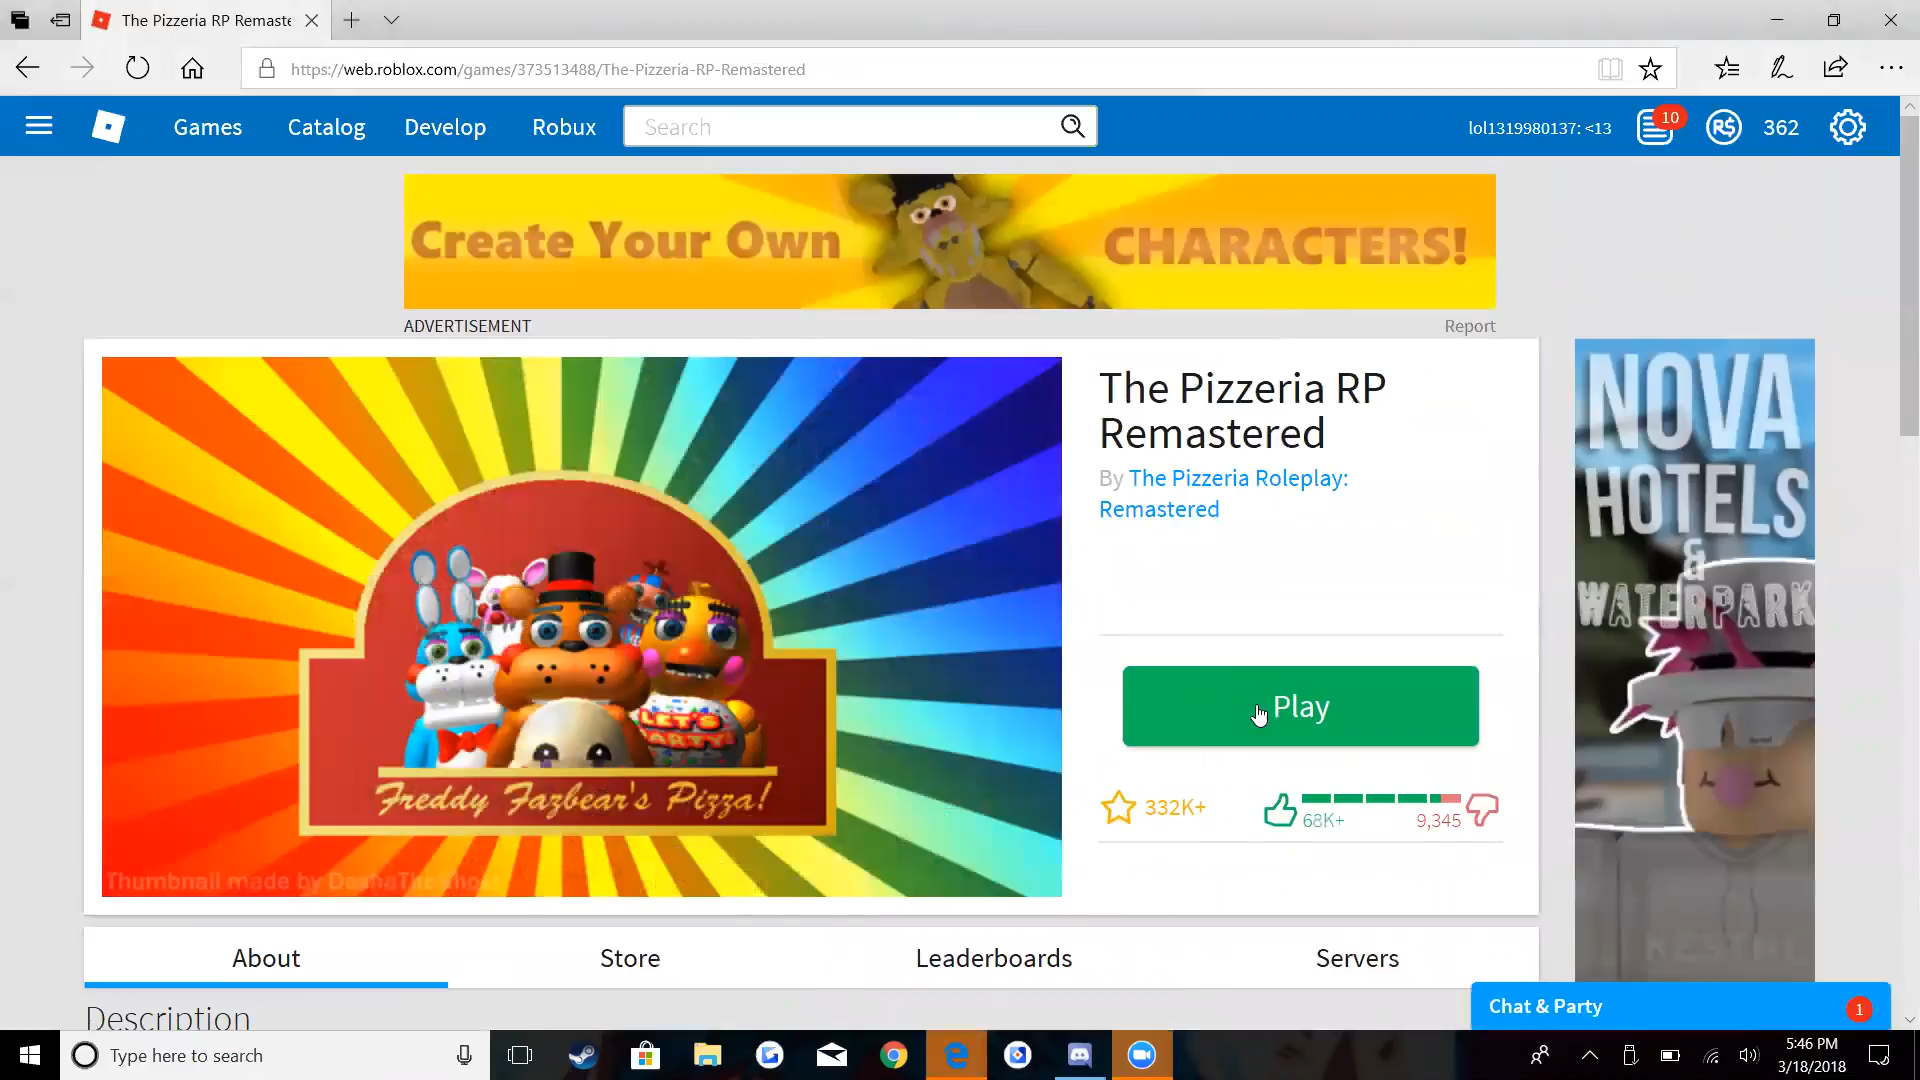 The Pizzeria RP Remaste
https://web.roblox.com/games/373513488/The-Pizzeria-RP-Remastered
Games
Catalog
Develop
Robux
Search
lol1319980137: <13
10
R$
362
Create Your Own
CHARACTERS!
ADVERTISEMENT
Report
LET'S
PARTY!
Freddy Fazbear's Pizza!
Thumbnail made by
The Pizzeria RP
Remastered
By The Pizzeria Roleplay:
Remastered
Play
332K+
68K+
9,345
NOVA
HOTELS
&
WATERPARK
About
Store
Leaderboards
Servers
Description
Chat & Party
1
Type here to search
5:46 PM
3/18/2018